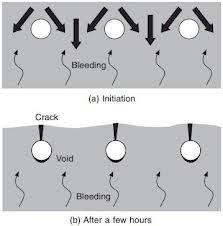 Bleeding
(a) Initiation
Crack
Void
Bleeding
(b) After a few hours